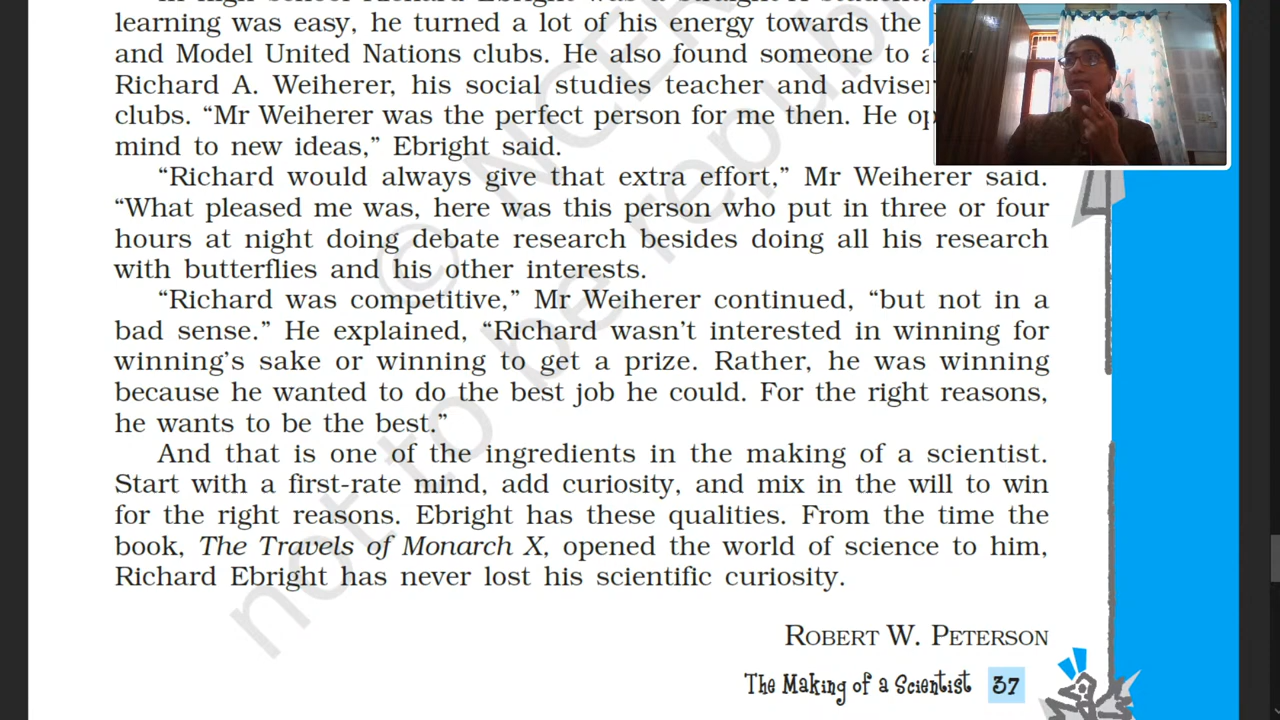 learning was easy, he turned a lot of his energy towards the
and Model United Nations clubs. He also found someone to
Richard A. Weiherer, his social studies teacher and adviser
clubs. “Mr Weiherer was the perfect person for me then. He
mind to new ideas,” Ebright said.
“Richard would always give that extra effort,” Mr Weiherer said.
“What pleased me was, here was this person who put in three or four
hours at night doing debate research besides doing all his research
with butterflies and his other interests.
“Richard was competitive,” Mr Weiherer continued, “but not in a
bad sense.” He explained, “Richard wasn’t interested in winning for
winning’s sake or winning to get a prize. Rather, he was winning
because he wanted to do the best job he could. For the right reasons,
he wants to be the best.”
And that is one of the ingredients in the making of a scientist.
Start with a first-rate mind, add curiosity, and mix in the will to win
for the right reasons. Ebright has these qualities. From the time the
book, The Travels of Monarch X, opened the world of science to him,
Richard Ebright has never lost his scientific curiosity.
ROBERT W. PETERSON
The Making of a Scientist 37
© NCER
not to be republ